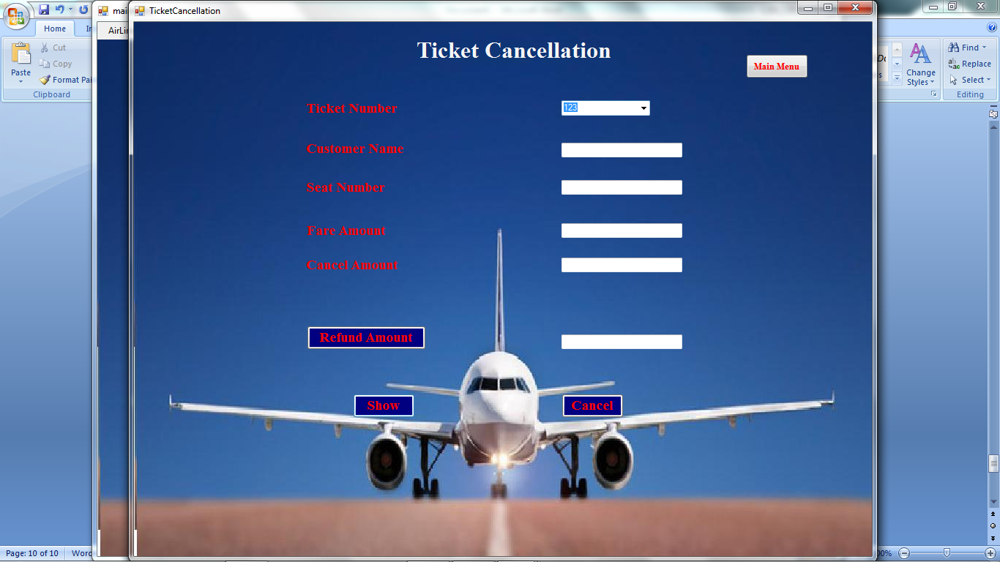 mai
TicketCancellation
Home
AirLin
Cut
Copy
Format Pai
Paste
Clipboard
Find
Replace
Select
Change
Styles
Editing
Ticket Cancellation
Main Menu
Ticket Number
123
Customer Name
Seat Number
Fare Amount
Cancel Amount
Refund Amount
Show
Cancel
Page: 10 of 10
Word